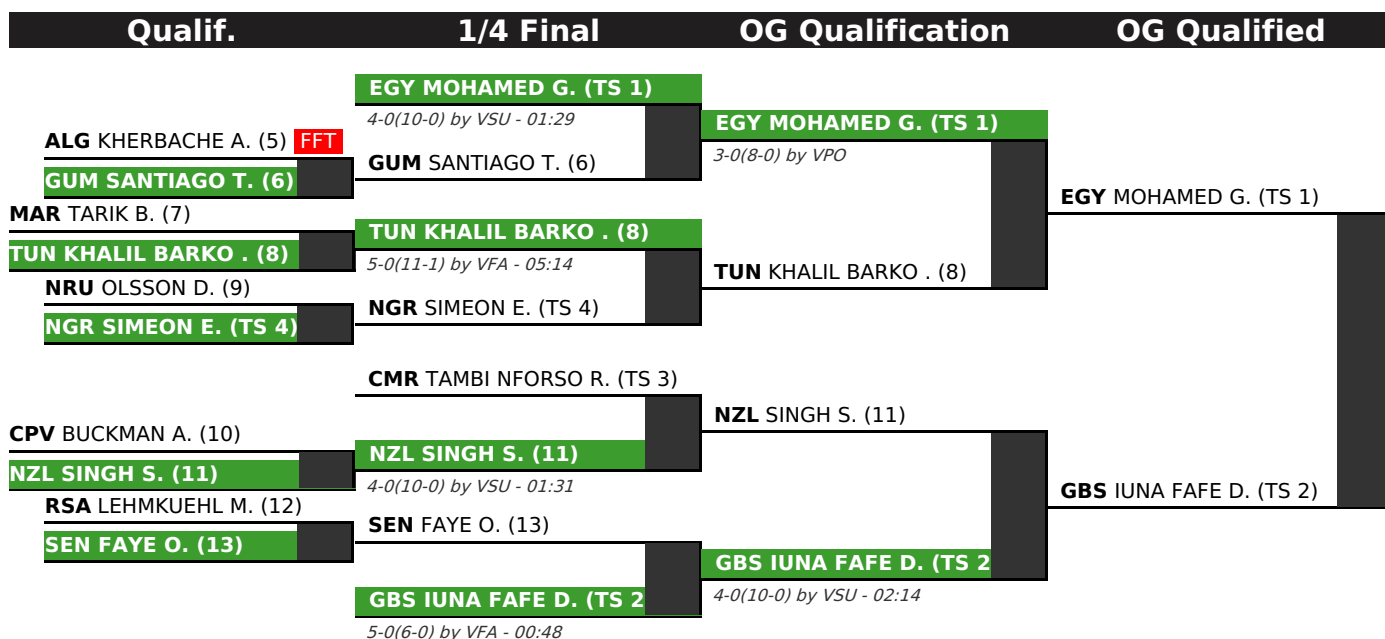 Qualif.
1/4 Final
OG Qualification
OG Qualified
ALG KHERBACHE A. (5) FFT
GUM SANTIAGO T. (6)
MAR TARIK B. (7)
TUN KHALIL BARKO . (8)
NRU OLSSON D. (9)
NGR SIMEON E. (TS 4)
CPV BUCKMAN A. (10)
NZL SINGH S. (11)
RSA LEHMKUEHL M. (12)
SEN FAYE O. (13)
EGY MOHAMED G. (TS 1)
4-0(10-0) by VSU - 01:29
GUM SANTIAGO T. (6)
TUN KHALIL BARKO . (8)
5-0(11-1) by VFA - 05:14
NGR SIMEON E. (TS 4)
CMR TAMBI NFORSO R. (TS 3)
NZL SINGH S. (11)
4-0(10-0) by VSU - 01:31
SEN FAYE O. (13)
GBS IUNA FAFE D. (TS 2
5-0(6-0) by VFA - 00:48
EGY MOHAMED G. (TS 1)
3-0(8-0) by VPO
TUN KHALIL BARKO . (8)
NZL SINGH S. (11)
GBS IUNA FAFE D. (TS 2
4-0(10-0) by VSU - 02:14
EGY MOHAMED G. (TS 1)
GBS IUNA FAFE D. (TS 2)